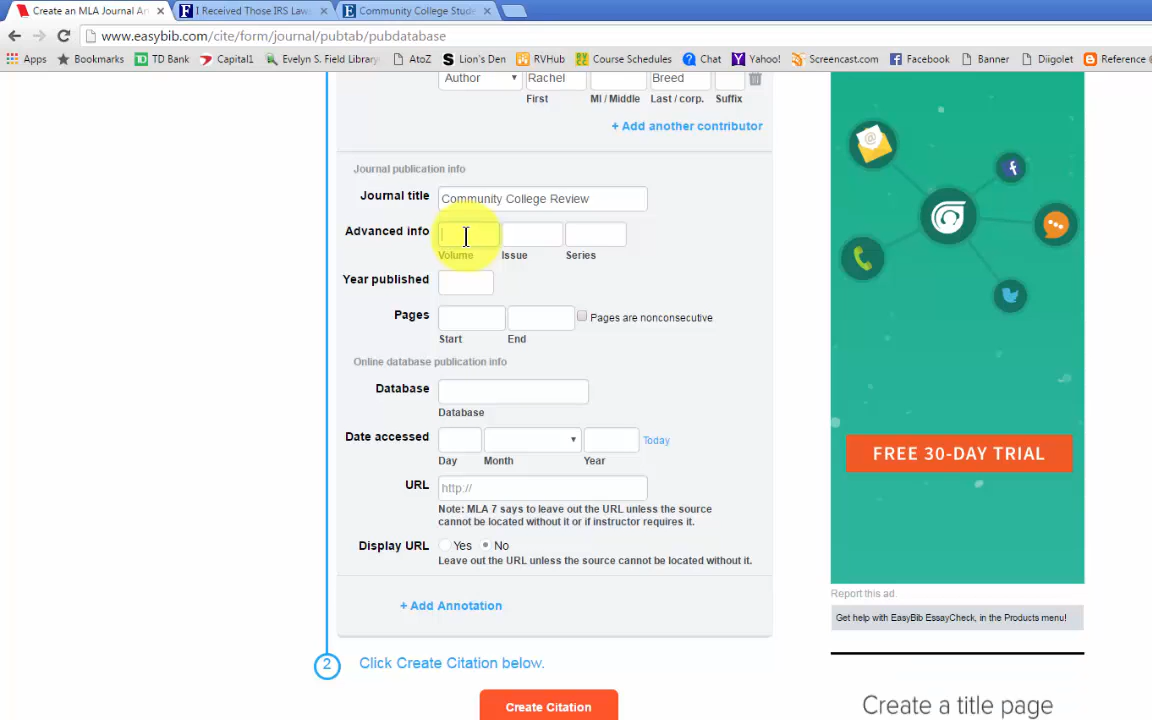 Create an MLA Journal Ar × I Received Those IRS Law × Community College Stude ×
www.easybib.com/cite/form/journal/pubtab/pubdatabase
Apps Bookmarks TD Bank Capital1 Evelyn S. Field Library AtoZ Lion's Den RVHub Course Schedules Chat Yahoo! Screencast.com Facebook Banner Diigolet Reference
Author Rachel Breed
First MI / Middle Last / corp. Suffix
+ Add another contributor
Journal publication info
Journal title Community College Review
Advanced info
Volume Issue Series
Year published
Pages Pages are nonconsecutive
Start End
Online database publication info
Database
Database
Date accessed Today
Day Month Year
URL http://
Note: MLA 7 says to leave out the URL unless the source
cannot be located without it or if instructor requires it.
Display URL Yes No
Leave out the URL unless the source cannot be located without it.
+ Add Annotation
2 Click Create Citation below.
Create Citation
FREE 30-DAY TRIAL
Report this ad.
Get help with EasyBib EssayCheck, in the Products menu!
Create a title page